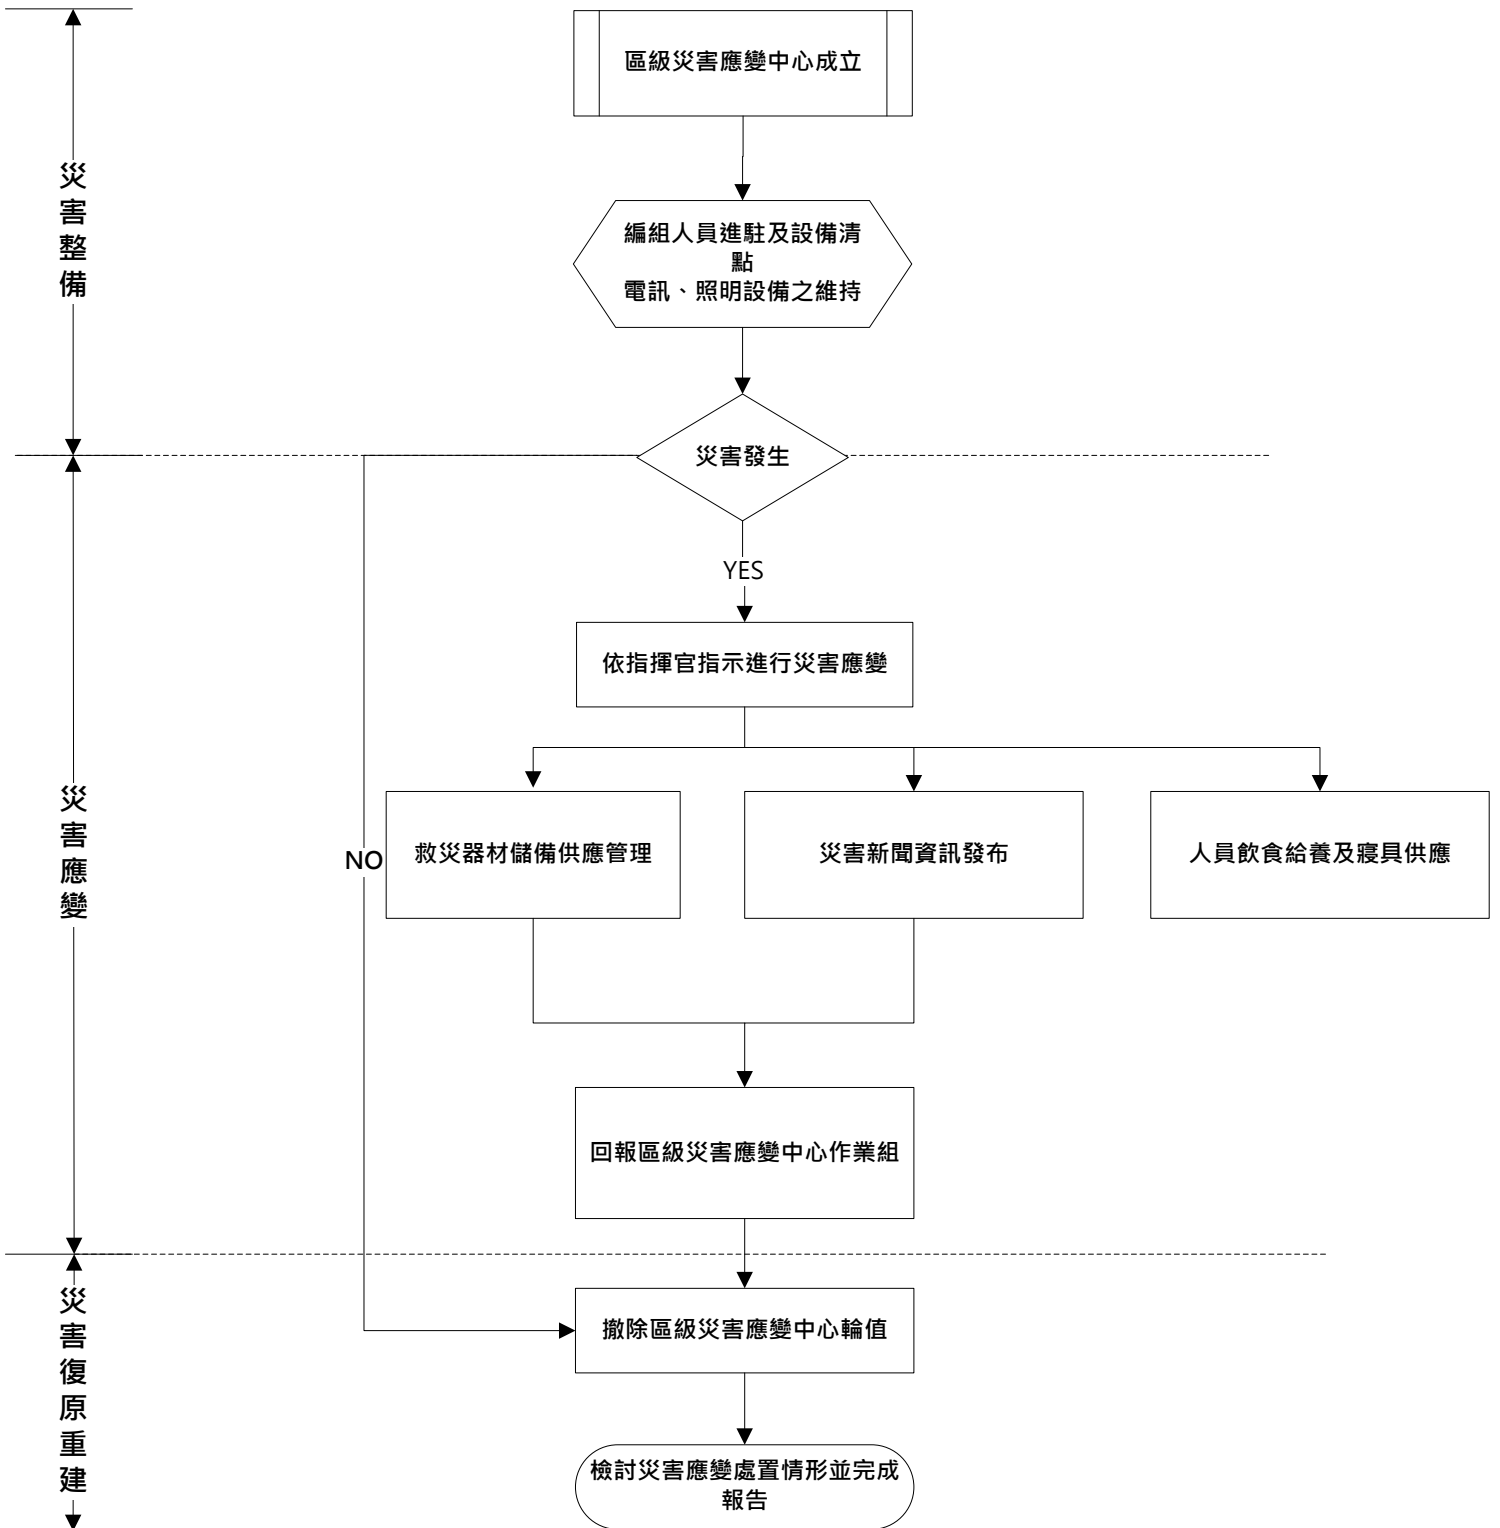 區級災害應變中心成立
災害整備
編組人員進駐及設備清
點
電訊、照明設備之維持
災害發生
YES
依指揮官指示進行災害應變
災害應變
NO
救災器材儲備供應管理
災害新聞資訊發布
人員飲食給養及寢具供應
回報區級災害應變中心作業組
災害復原重建
撤除區級災害應變中心輪值
檢討災害應變處置情形並完成
報告